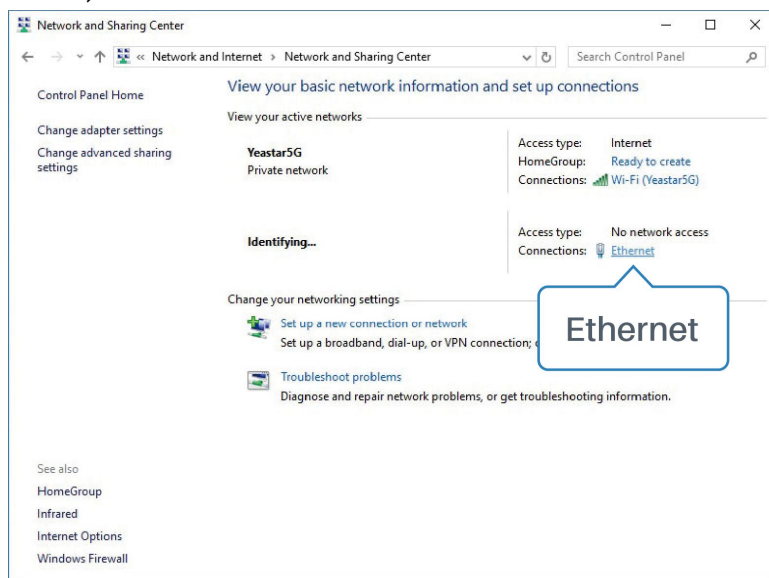 Network and Sharing Center
« Network and Internet > Network and Sharing Center
Search Control Panel
Control Panel Home
Change adapter settings
Change advanced sharing
settings
View your basic network information and set up connections
View your active networks
Yeastar5G
Private network
Access type: Internet
HomeGroup: Ready to create
Connections: Wi-Fi (Yeastar5G)
Identifying...
Access type: No network access
Connections: Ethernet
Ethernet
Change your networking settings
Set up a new connection or network
Set up a broadband, dial-up, or VPN connection;
Troubleshoot problems
Diagnose and repair network problems, or get troubleshooting information.
See also
HomeGroup
Infrared
Internet Options
Windows Firewall